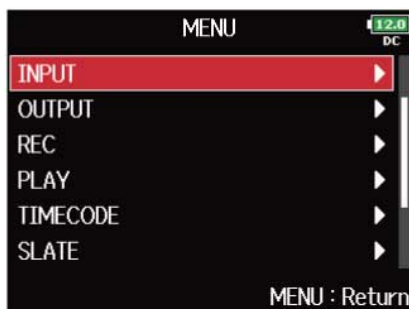 MENU
12.0
DC
INPUT
OUTPUT
REC
PLAY
TIMECODE
SLATE
MENU : Return